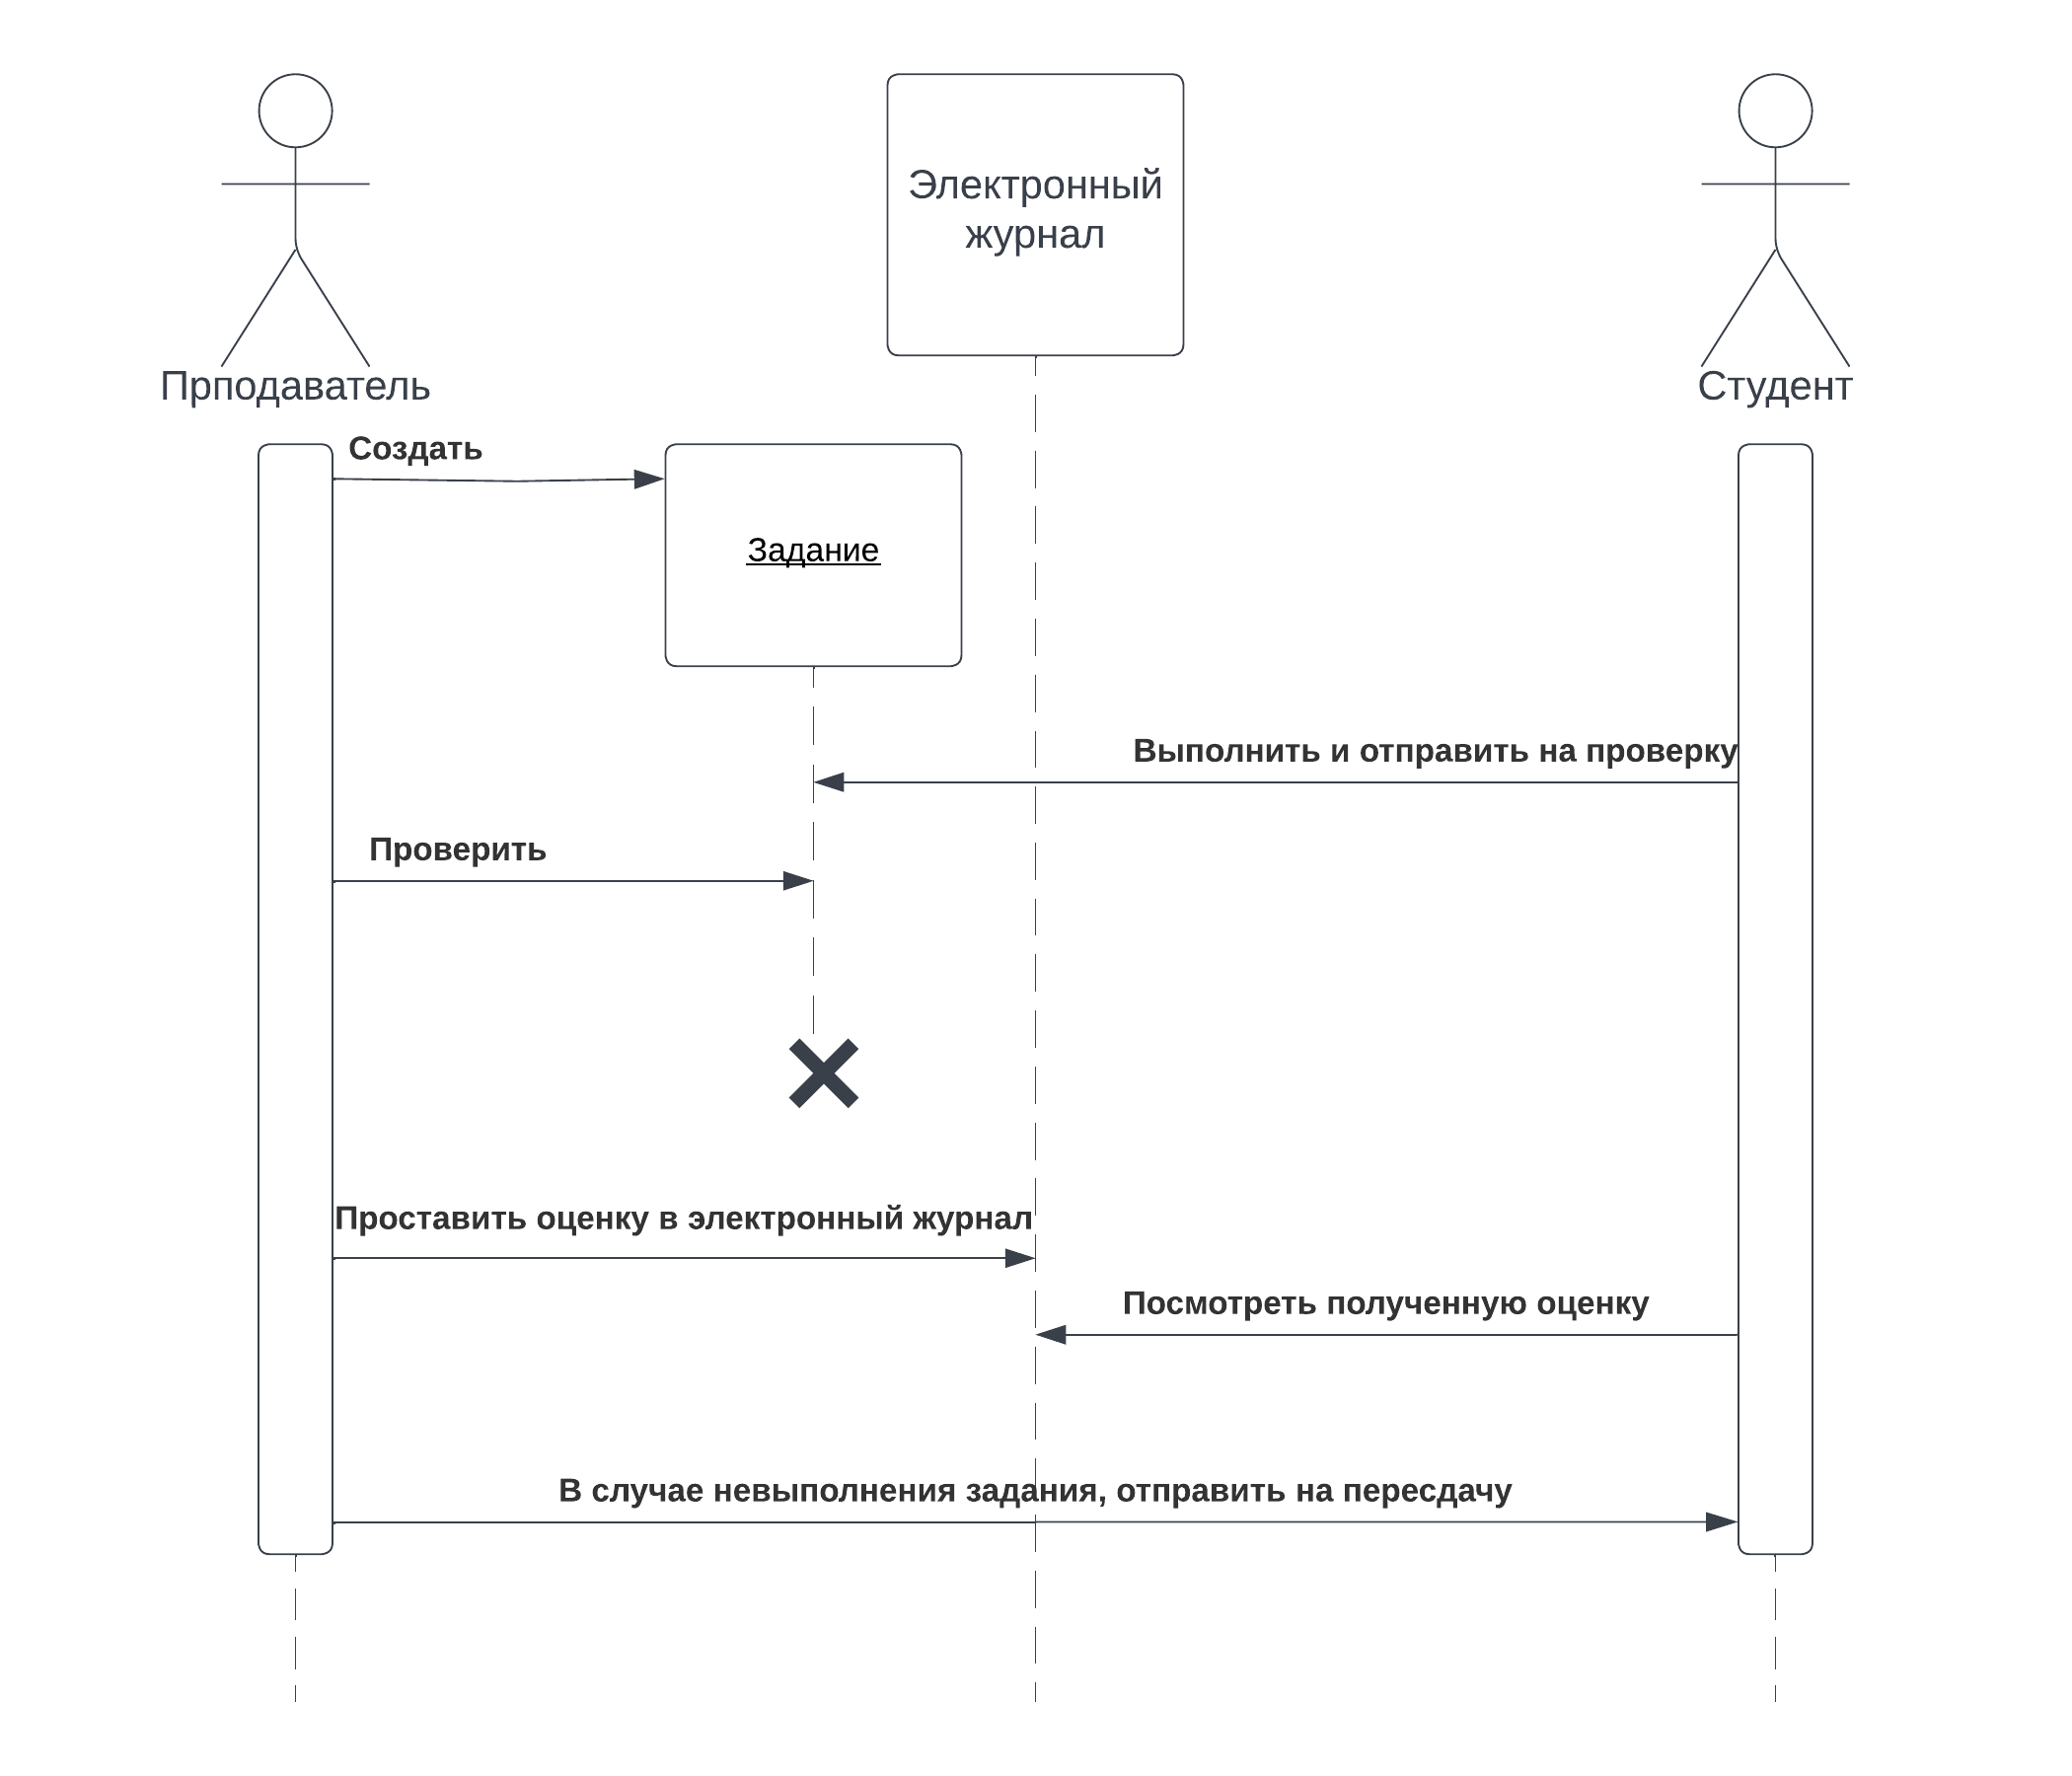 Электронный
журнал
Прподаватель
Студент
Создать
Задание
Выполнить и отправить на проверку
Проверить
Проставить оценку в электронный журнал
Посмотреть полученную оценку
В случае невыполнения задания, отправить на пересдачу